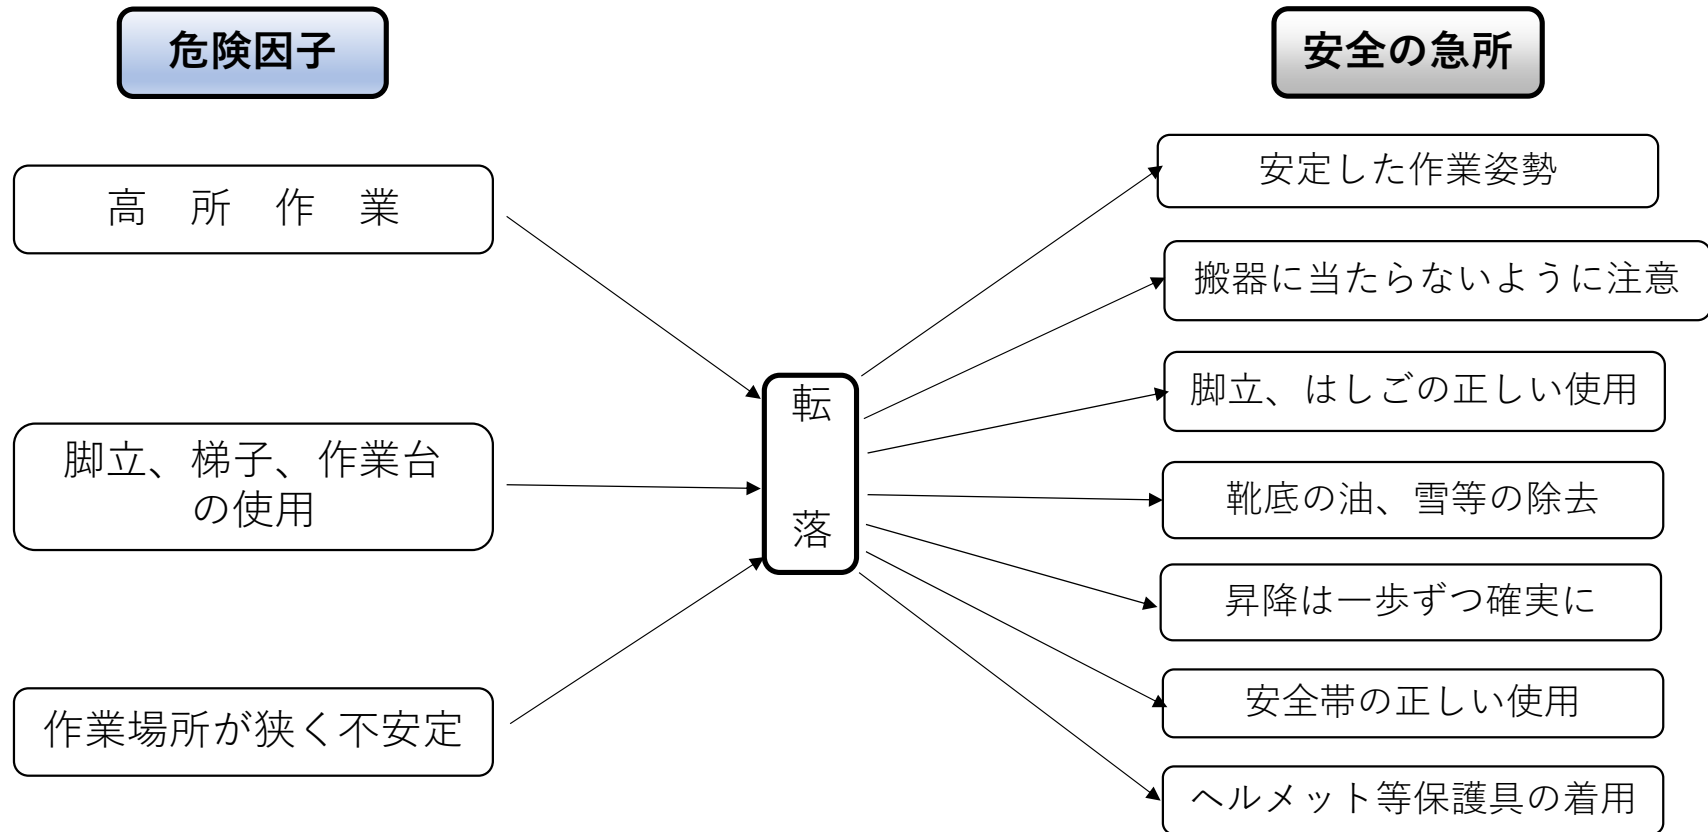 危険因子
安全の急所
高　所　作　業
脚立、梯子、作業台
の使用
作業場所が狭く不安定
転
落
安定した作業姿勢
搬器に当たらないように注意
脚立、はしごの正しい使用
靴底の油、雪等の除去
昇降は一歩ずつ確実に
安全帯の正しい使用
ヘルメット等保護具の着用